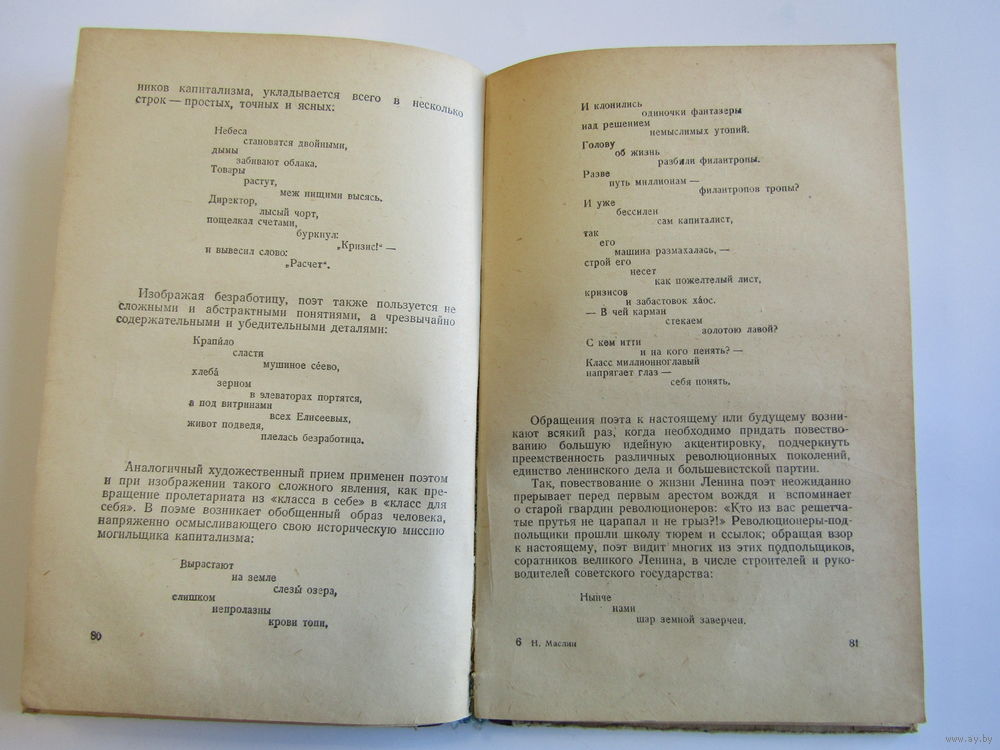 ников капитализма, укладывается всего в несколько
строк — простых, точных и ясных:
Небеса
становятся двойными,
дымы
забивают облака.
Товары
растут,
меж нищими высясь.
Директор,
лысый чорт,
пощелкал счетами,
буркнул:
„Кризис!“ —
и вывесил слово:
„Расчет“.
Изображая безработицу, поэт также пользуется не
сложными и абстрактными понятиями, а чрезвычайно
содержательными и убедительными деталями:
Крапи́ло
сласти
мушиное се́ево,
хлеба́
зерном
в элеваторах портятся,
а под витринами
всех Елисеевых,
живот подведя,
плелась безработица.
Аналогичный художественный прием применен поэтом
и при изображении такого сложного явления, как пре-
вращение пролетариата из «класса в себе» в «класс для
себя». В поэме возникает обобщенный образ человека,
напряженно осмысливающего свою историческую миссию
могильщика капитализма:
Вырастают
на земле
слезы́ озера,
слишком
непролазны
крови топи,
80
И клонились
одиночки фантазеры
над решением
немыслимых утопий.
Голову
об жизнь
разбили филантропы.
Разве
путь миллионам —
филантропов тропы?
И уже
бессилен
сам капиталист,
так
его
машина размахалась, —
строй его
несет
как пожелтелый лист,
кризисов
и забастовок ха́ос.
— В чей карман
стекаем
золотою лавой?
С кем итти
и на кого пенять? —
Класс миллионноглавый
напрягает глаз —
себя понять,
Обращения поэта к настоящему или будущему возни-
кают всякий раз, когда необходимо придать повество-
ванию большую идейную акцентировку, подчеркнуть
преемственность различных революционных поколений,
единство ленинского дела и большевистской партии.
Так, повествование о жизни Ленина поэт неожиданно
прерывает перед первым арестом вождя и вспоминает
о старой гвардии революционеров: «Кто из вас решетча-
тые прутья не царапал и не грыз?!» Революционеры-под-
польщики прошли школу тюрем и ссылок; обращая взор
к настоящему, поэт видит многих из этих подпольщиков,
соратников великого Ленина, в числе строителей и руко-
водителей советского государства:
Нынче
нами
шар земной заверчен.
6 Н. Маслин
81
www.ay.by